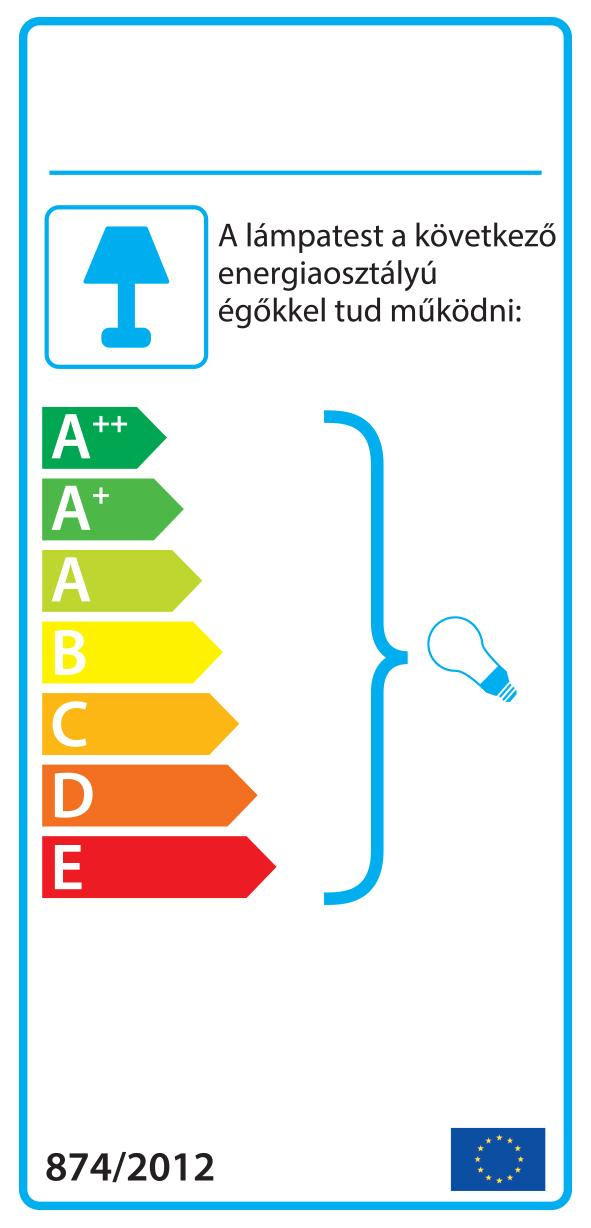 A lámpatest a következő
energiaosztályú
égőkkel tud működni:
A++
A+
A
B
C
D
E
874/2012